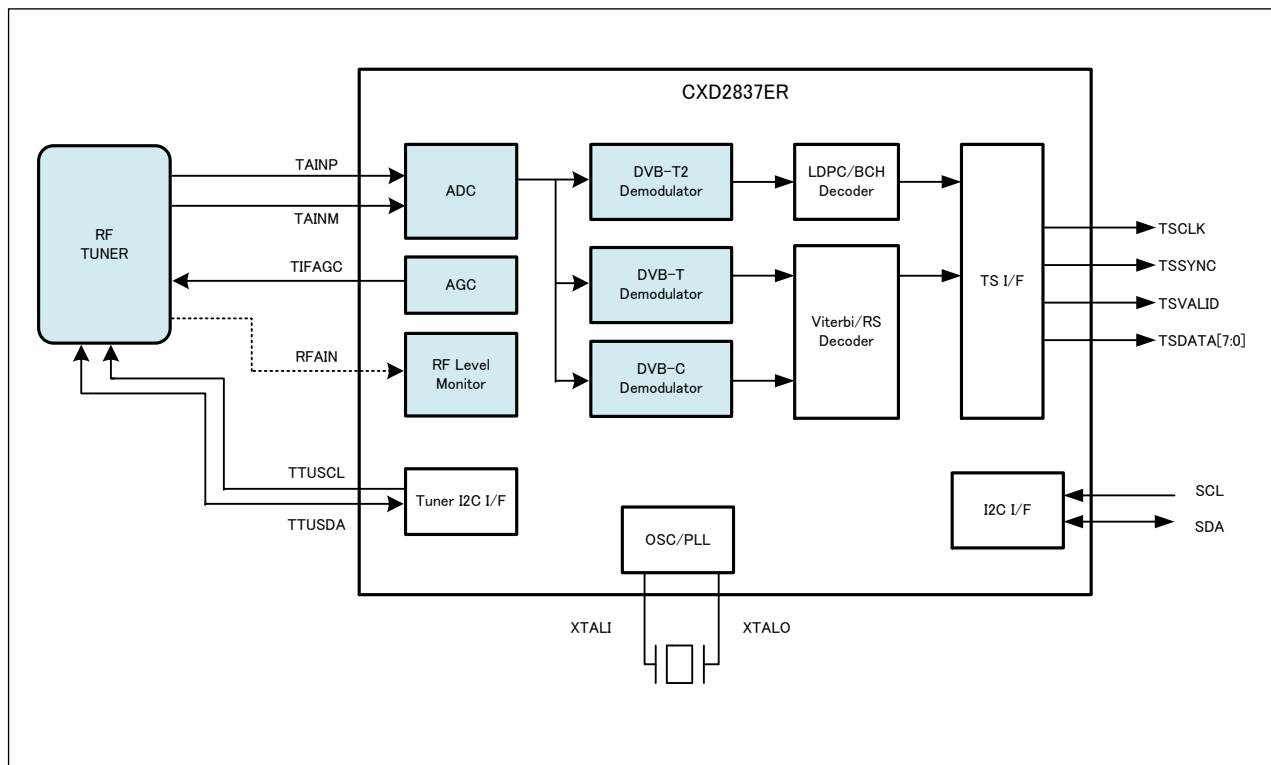 CXD2837ER
RF
TUNER
TAINP
TAINM
TIFAGC
RFAIN
TTUSCL
TTUSDA
ADC
AGC
RF Level
Monitor
Tuner I2C I/F
DVB-T2
Demodulator
DVB-T
Demodulator
DVB-C
Demodulator
LDPC/BCH
Decoder
Viterbi/RS
Decoder
TS I/F
TSCLK
TSSYNC
TSVALID
TSDATA[7:0]
I2C I/F
SCL
SDA
OSC/PLL
XTALI
XTALO